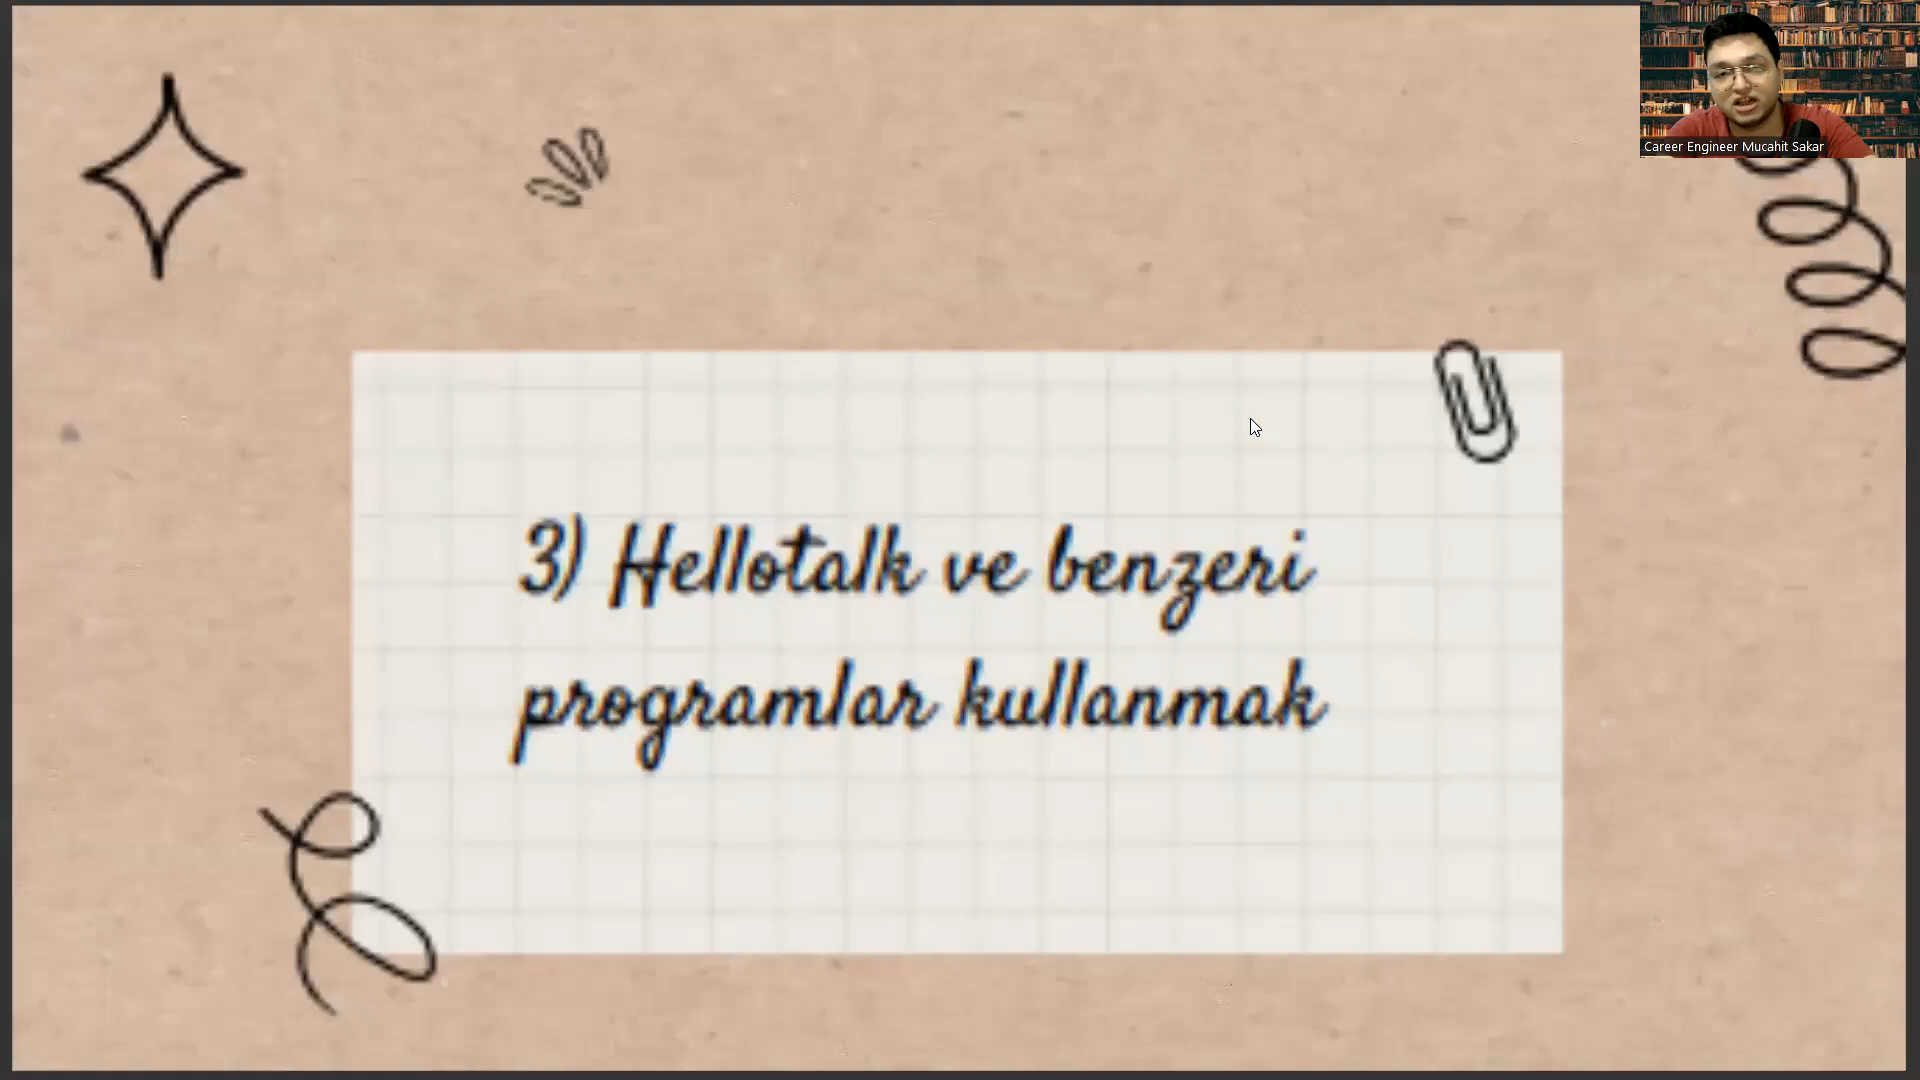 Career Engineer Mucahit Sakar
3) Hellotalk ve benzeri
programlar kullanmak